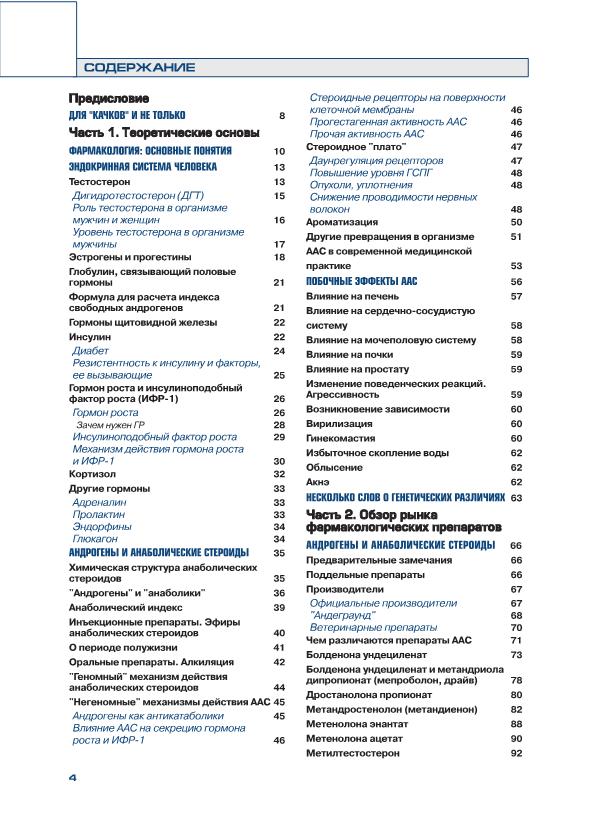 СОДЕРЖАНИЕ
Предисловие
ДЛЯ "КАЧКОВ" И НЕ ТОЛЬКО 8
Часть 1. Теоретические основы
ФАРМАКОЛОГИЯ: ОСНОВНЫЕ ПОНЯТИЯ 10
ЭНДОКРИННАЯ СИСТЕМА ЧЕЛОВЕКА 13
Тестостерон 13
Дигидротестостерон (ДГТ) 15
Роль тестостерона в организме
мужчин и женщин 16
Уровень тестостерона в организме
мужчины 17
Эстрогены и прогестины 18
Глобулин, связывающий половые
гормоны 21
Формула для расчета индекса
свободных андрогенов 21
Гормоны щитовидной железы 22
Инсулин 22
Диабет 24
Резистентность к инсулину и факторы,
ее вызывающие 25
Гормон роста и инсулиноподобный
фактор роста (ИФР-1) 26
Гормон роста 26
Зачем нужен ГР 28
Инсулиноподобный фактор роста 29
Механизм действия гормона роста
и ИФР-1 30
Кортизол 32
Другие гормоны 33
Адреналин 33
Пролактин 33
Эндорфины 34
Глюкагон 34
АНДРОГЕНЫ И АНАБОЛИЧЕСКИЕ СТЕРОИДЫ 35
Химическая структура анаболических
стероидов 35
"Андрогены" и "анаболики" 36
Анаболический индекс 39
Инъекционные препараты. Эфиры
анаболических стероидов 40
О периоде полужизни 41
Оральные препараты. Алкиляция 42
"Геномный" механизм действия
анаболических стероидов 44
"Негеномные" механизмы действия ААС 45
Андрогены как антикатаболики 45
Влияние ААС на секрецию гормона
роста и ИФР-1 46
Стероидные рецепторы на поверхности
клеточной мембраны 46
Прогестагенная активность ААС 46
Прочая активность ААС 46
Стероидное "плато" 47
Даунрегуляция рецепторов 47
Повышение уровня ГСПГ 48
Опухоли, уплотнения 48
Снижение проводимости нервных
волокон 48
Ароматизация 50
Другие превращения в организме 51
ААС в современной медицинской
практике 53
ПОБОЧНЫЕ ЭФФЕКТЫ ААС 56
Влияние на печень 57
Влияние на сердечно-сосудистую
систему 58
Влияние на мочеполовую систему 58
Влияние на почки 59
Влияние на простату 59
Изменение поведенческих реакций.
Агрессивность 59
Возникновение зависимости 60
Вирилизация 60
Гинекомастия 60
Избыточное скопление воды 62
Облысение 62
Акнэ 62
НЕСКОЛЬКО СЛОВ О ГЕНЕТИЧЕСКИХ РАЗЛИЧИЯХ 63
Часть 2. Обзор рынка
фармакологических препаратов
АНДРОГЕНЫ И АНАБОЛИЧЕСКИЕ СТЕРОИДЫ 66
Предварительные замечания 66
Поддельные препараты 66
Производители 67
Официальные производители 67
"Андеграунд" 68
Ветеринарные препараты 70
Чем различаются препараты ААС 71
Болденона ундециленат 73
Болденона ундециленат и метандриола
дипропионат (мепроболон, драйв) 78
Дростанолона пропионат 80
Метандростенолон (метандиенон) 82
Метенолона энантат 88
Метенолона ацетат 90
Метилтестостерон 92
4